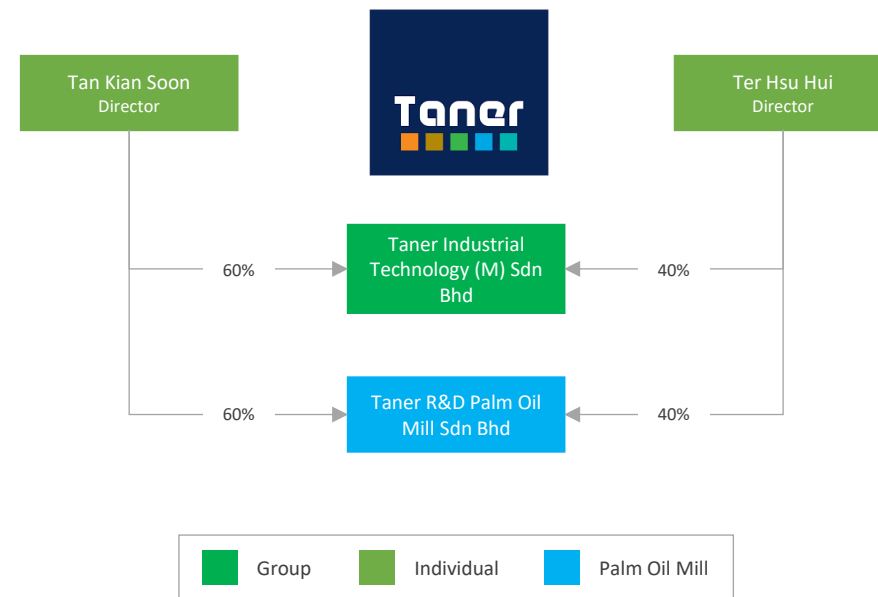 Taner
Tan Kian Soon
Director
Ter Hsu Hui
Director
Taner Industrial
Technology (M) Sdn
Bhd
60%
40%
Taner R&D Palm Oil
Mill Sdn Bhd
60%
40%
Group
Individual
Palm Oil Mill